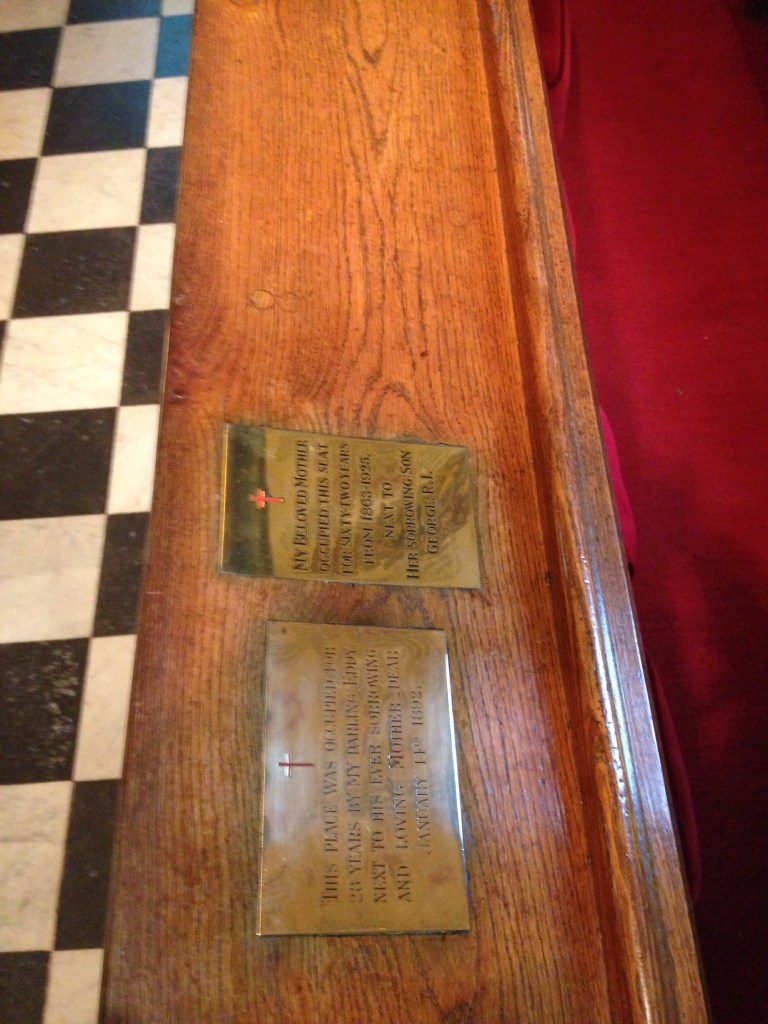 THIS PLACE WAS OCCUPIED FOR
28 YEARS BY MY DARLING EDDY
NEXT TO HIS EVER SORROWING
AND LOVING MOTHER-DEAR
JANUARY 14TH 1892.
MY BELOVED MOTHER
OCCUPIED THIS SEAT
FOR SIXTY-TWO YEARS
FROM 1863-1925.
NEXT TO
HER SORROWING SON
GEORGE. R.I.